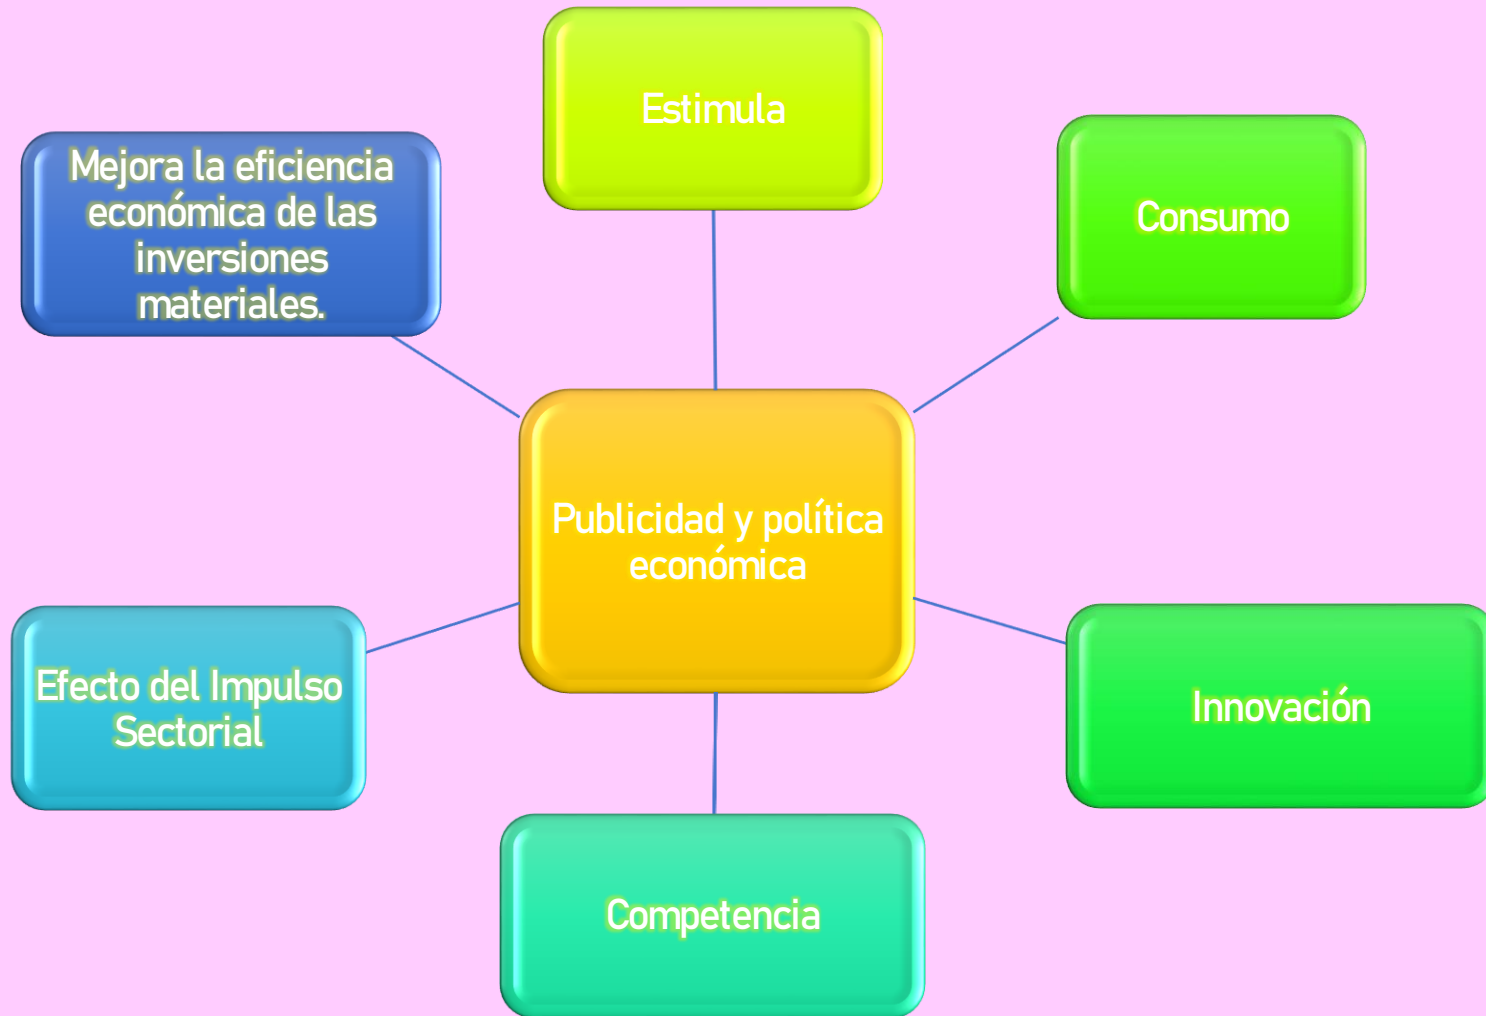 Estimula
Consumo
Mejora la eficiencia
económica de las
inversiones
materiales.
Publicidad y política
económica
Innovación
Efecto del Impulso
Sectorial
Competencia